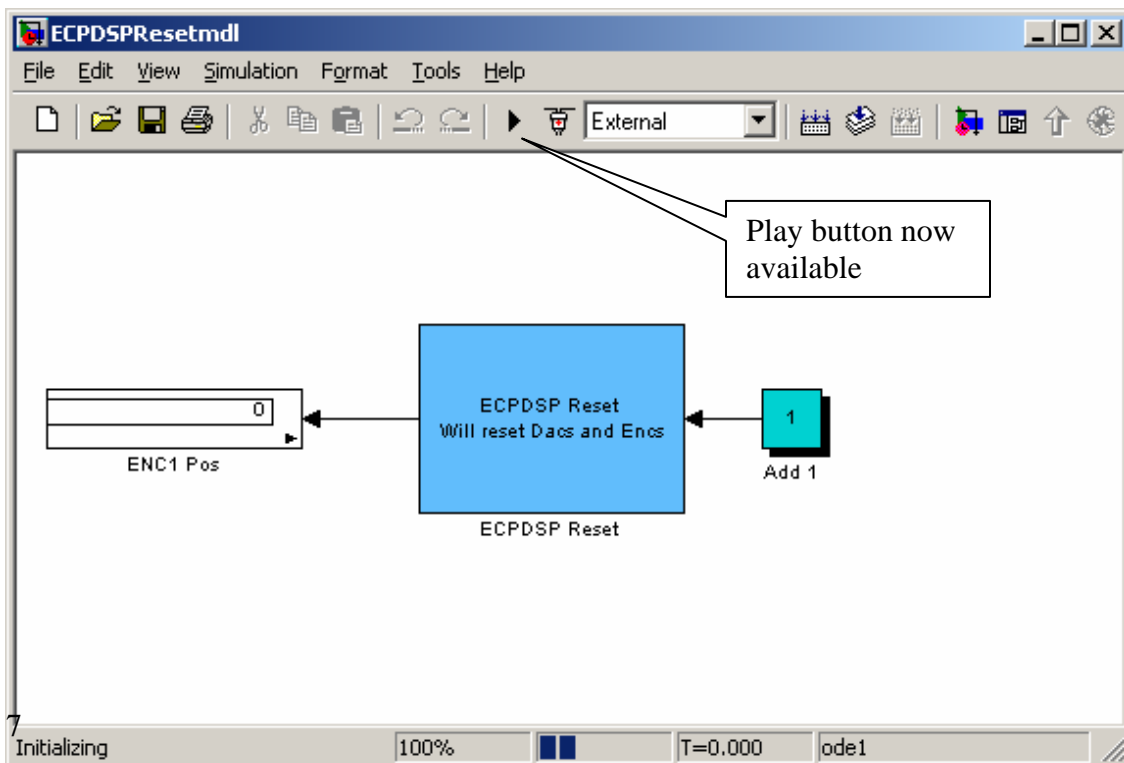 ECPDSPResetmdl
File Edit View Simulation Format Tools Help
External
Play button now
available
ECPDSP Reset
Will reset Dacs and Encs
0
1
ENC1 Pos
Add 1
ECPDSP Reset
7
Initializing 100% T=0.000 ode1